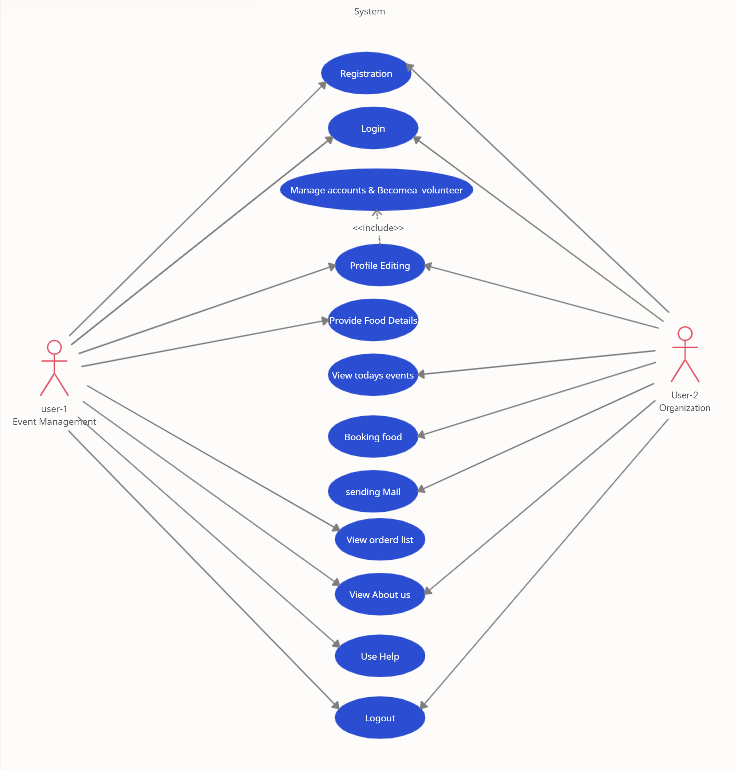 System
Registration
Login
Manage accounts & Becomea volunteer
<<include>>
Profile Editing
Provide Food Details
View todays events
user-1
Event Management
User-2
Organization
Booking food
sending Mail
View orderd list
View About us
Use Help
Logout